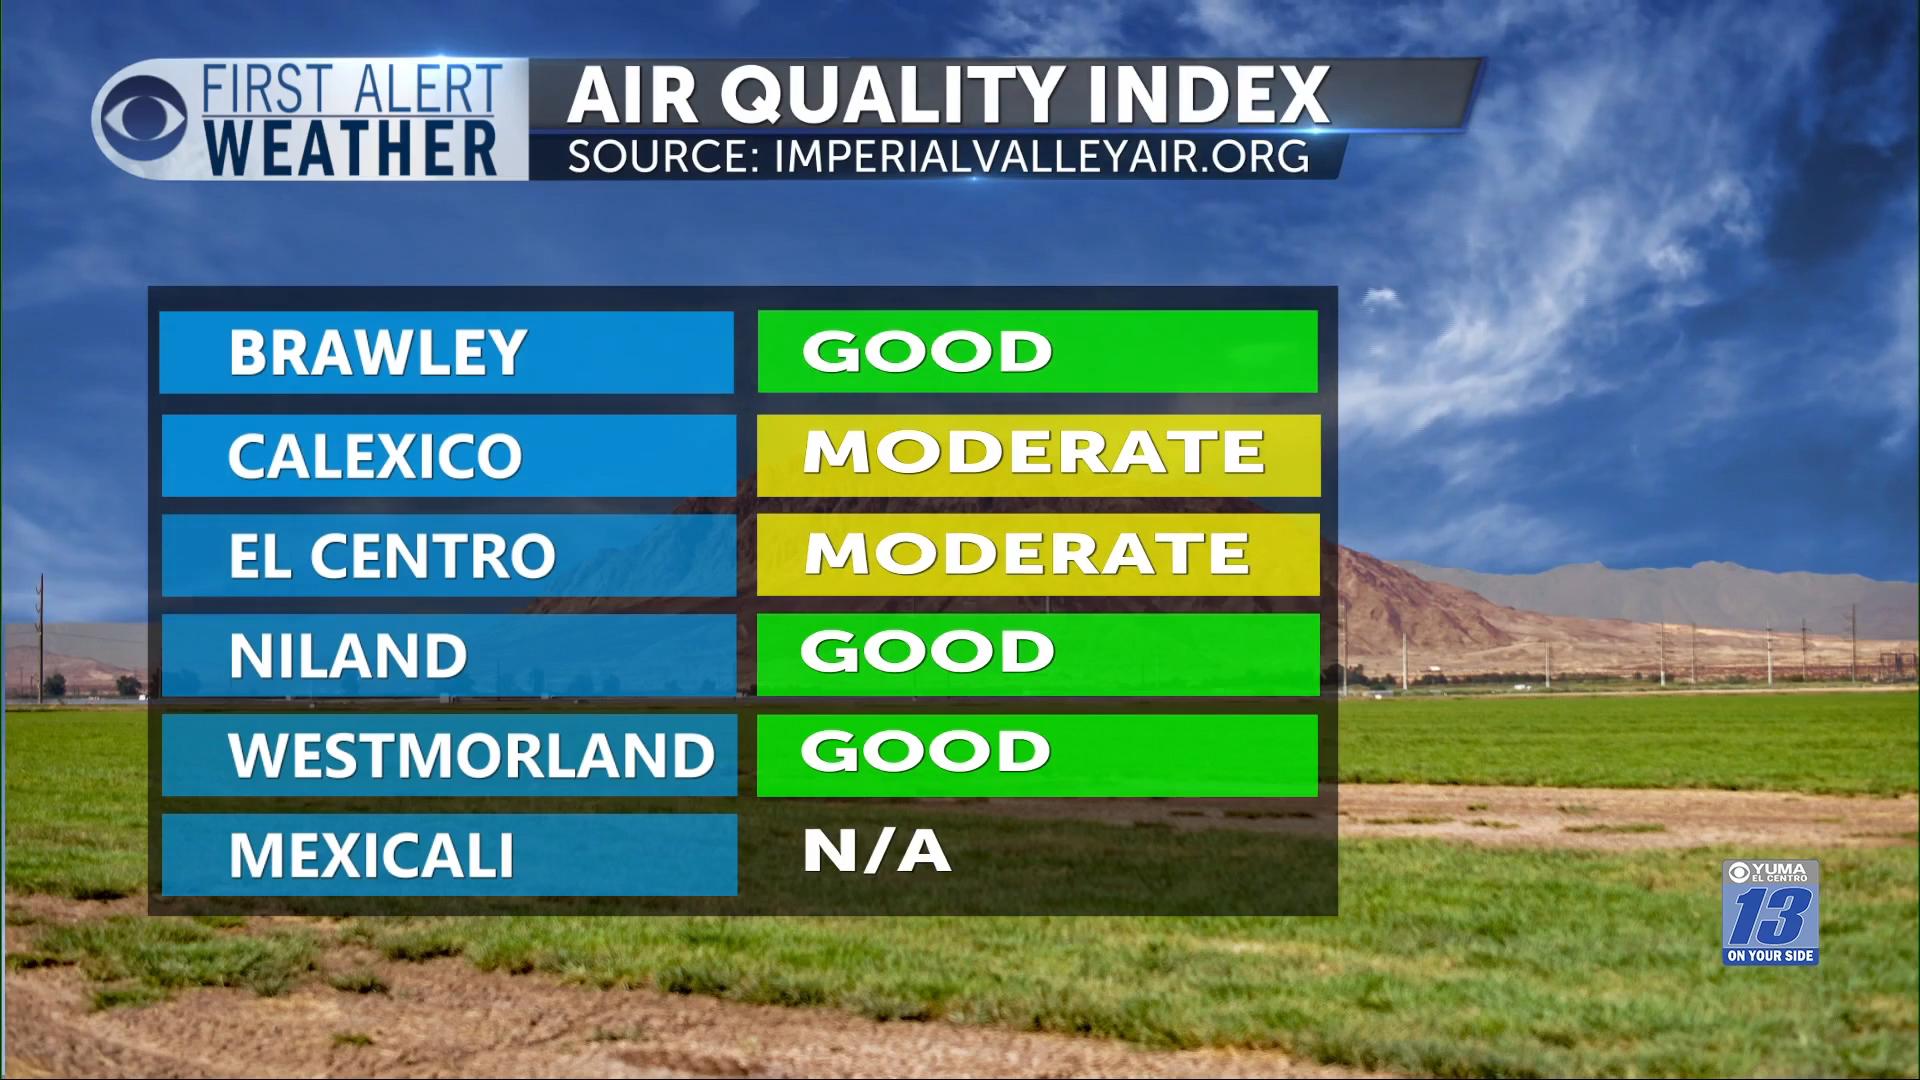 FIRST ALERT
WEATHER
AIR QUALITY INDEX
SOURCE: IMPERIALVALLEYAIR.ORG
BRAWLEY GOOD
CALEXICO MODERATE
EL CENTRO MODERATE
NILAND GOOD
WESTMORLAND GOOD
MEXICALI N/A
YUMA
EL CENTRO
13
ON YOUR SIDE